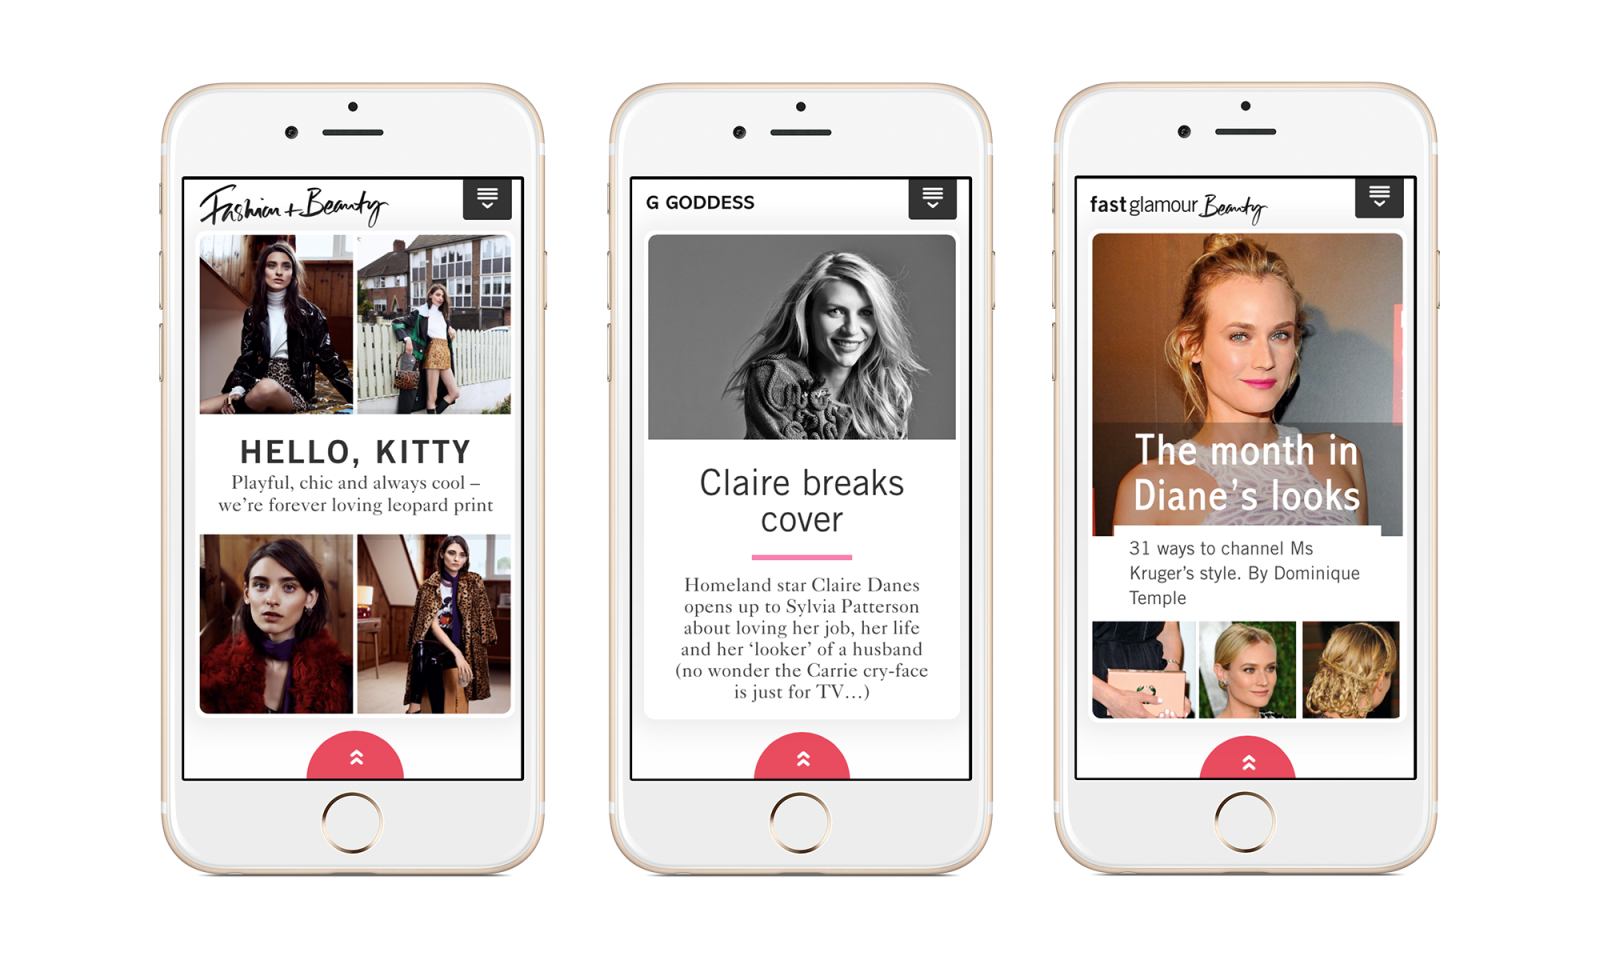 Fashion + Beauty
HELLO, KITTY
Playful, chic and always cool –
we're forever loving leopard print
G GODDESS
Claire breaks
cover
Homeland star Claire Danes
opens up to Sylvia Patterson
about loving her job, her life
and her ‘looker’ of a husband
(no wonder the Carrie cry-face
is just for TV…)
fastglamour Beauty
The month in
Diane's looks
31 ways to channel Ms
Kruger's style. By Dominique
Temple